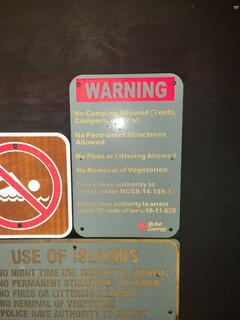 WARNING
No Camping Allowed (Tents,
Campers,
No Permanent Structures
Allowed
No Fires or Littering Allowed
No Removal of Vegetation
Police have authority to
arrest under NCGS-14-159.
Police have authority to arrest
under SC code of laws-16-11-620
Duke
Energy
USE OF ISLANDS
NO NIGHT TIME USE
NO PERMANENT STRUCTURES ALLOWED
NO FIRES OR LITTERING ALLOWED
NO REMOVAL OF VEGETATION
POLICE HAVE AUTHORITY TO ARREST